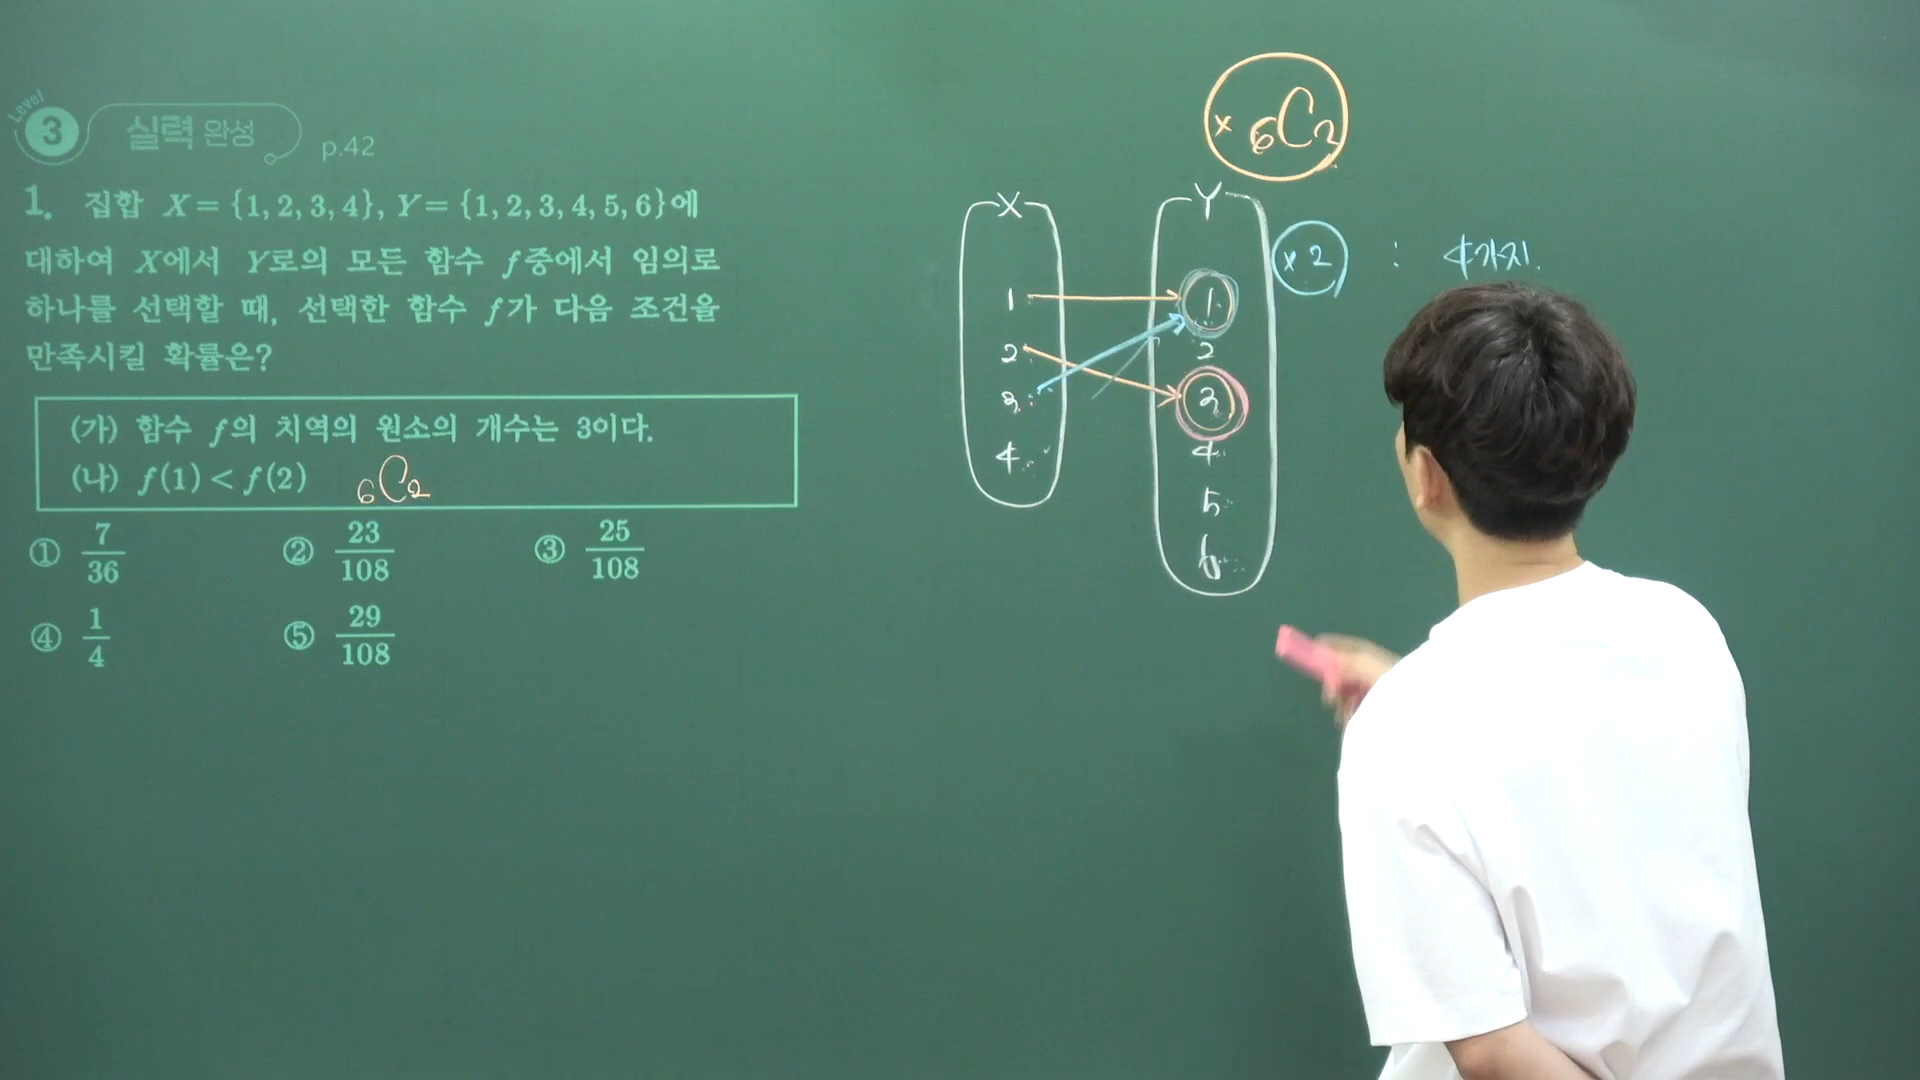 Level 3 실력 완성 p.42
1. 집합 X = {1, 2, 3, 4}, Y = {1, 2, 3, 4, 5, 6}에
대하여 X에서 Y로의 모든 함수 f중에서 임의로
하나를 선택할 때, 선택한 함수 f가 다음 조건을
만족시킬 확률은?
(가) 함수 f의 치역의 원소의 개수는 3이다.
(나) f(1) < f(2) ₆C₂
① 7/36 ② 23/108 ③ 25/108
④ 1/4 ⑤ 29/108
× ₆C₂
X Y
× 2 : 4가지.
1 1
2 2
3 3
4 4
5
6